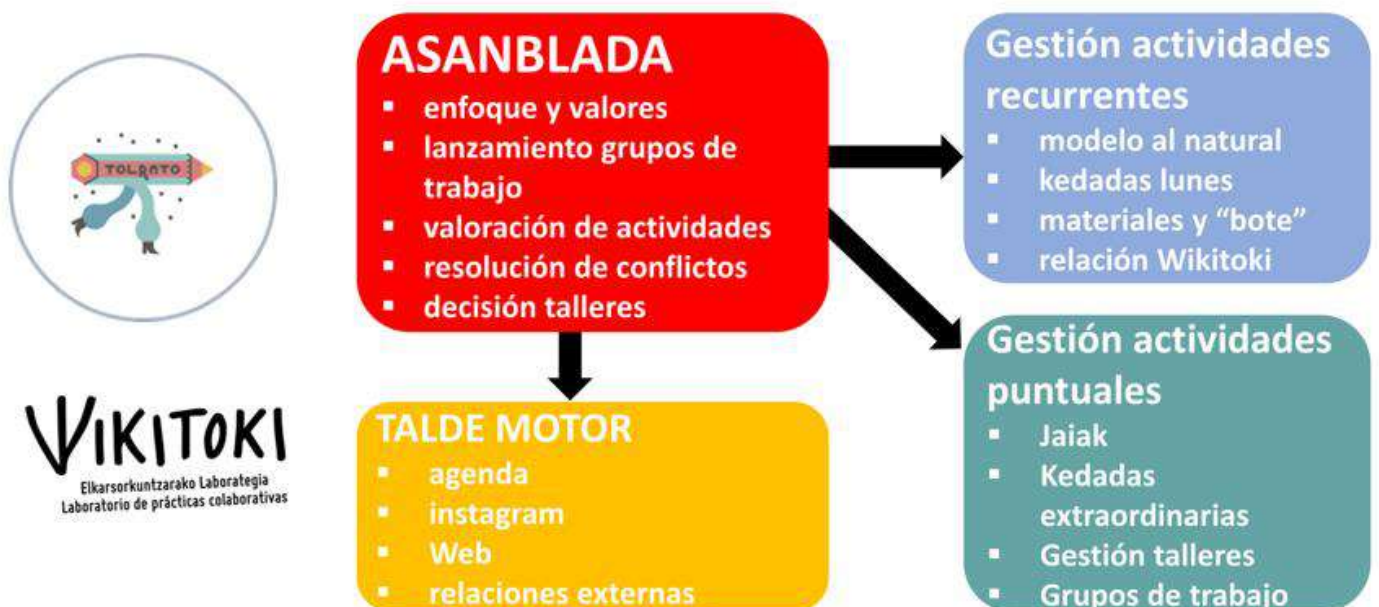 TOLRATO
WIKITOKI
Elkarsorkuntzarako Laborategia
Laboratorio de prácticas colaborativas
ASANBLADA
▪ enfoque y valores
▪ lanzamiento grupos de
trabajo
▪ valoración de actividades
▪ resolución de conflictos
▪ decisión talleres
TALDE MOTOR
▪ agenda
▪ instagram
▪ Web
▪ relaciones externas
Gestión actividades
recurrentes
▪ modelo al natural
▪ kedadas lunes
▪ materiales y “bote”
▪ relación Wikitoki
Gestión actividades
puntuales
▪ Jaiak
▪ Kedadas
extraordinarias
▪ Gestión talleres
▪ Grupos de trabajo